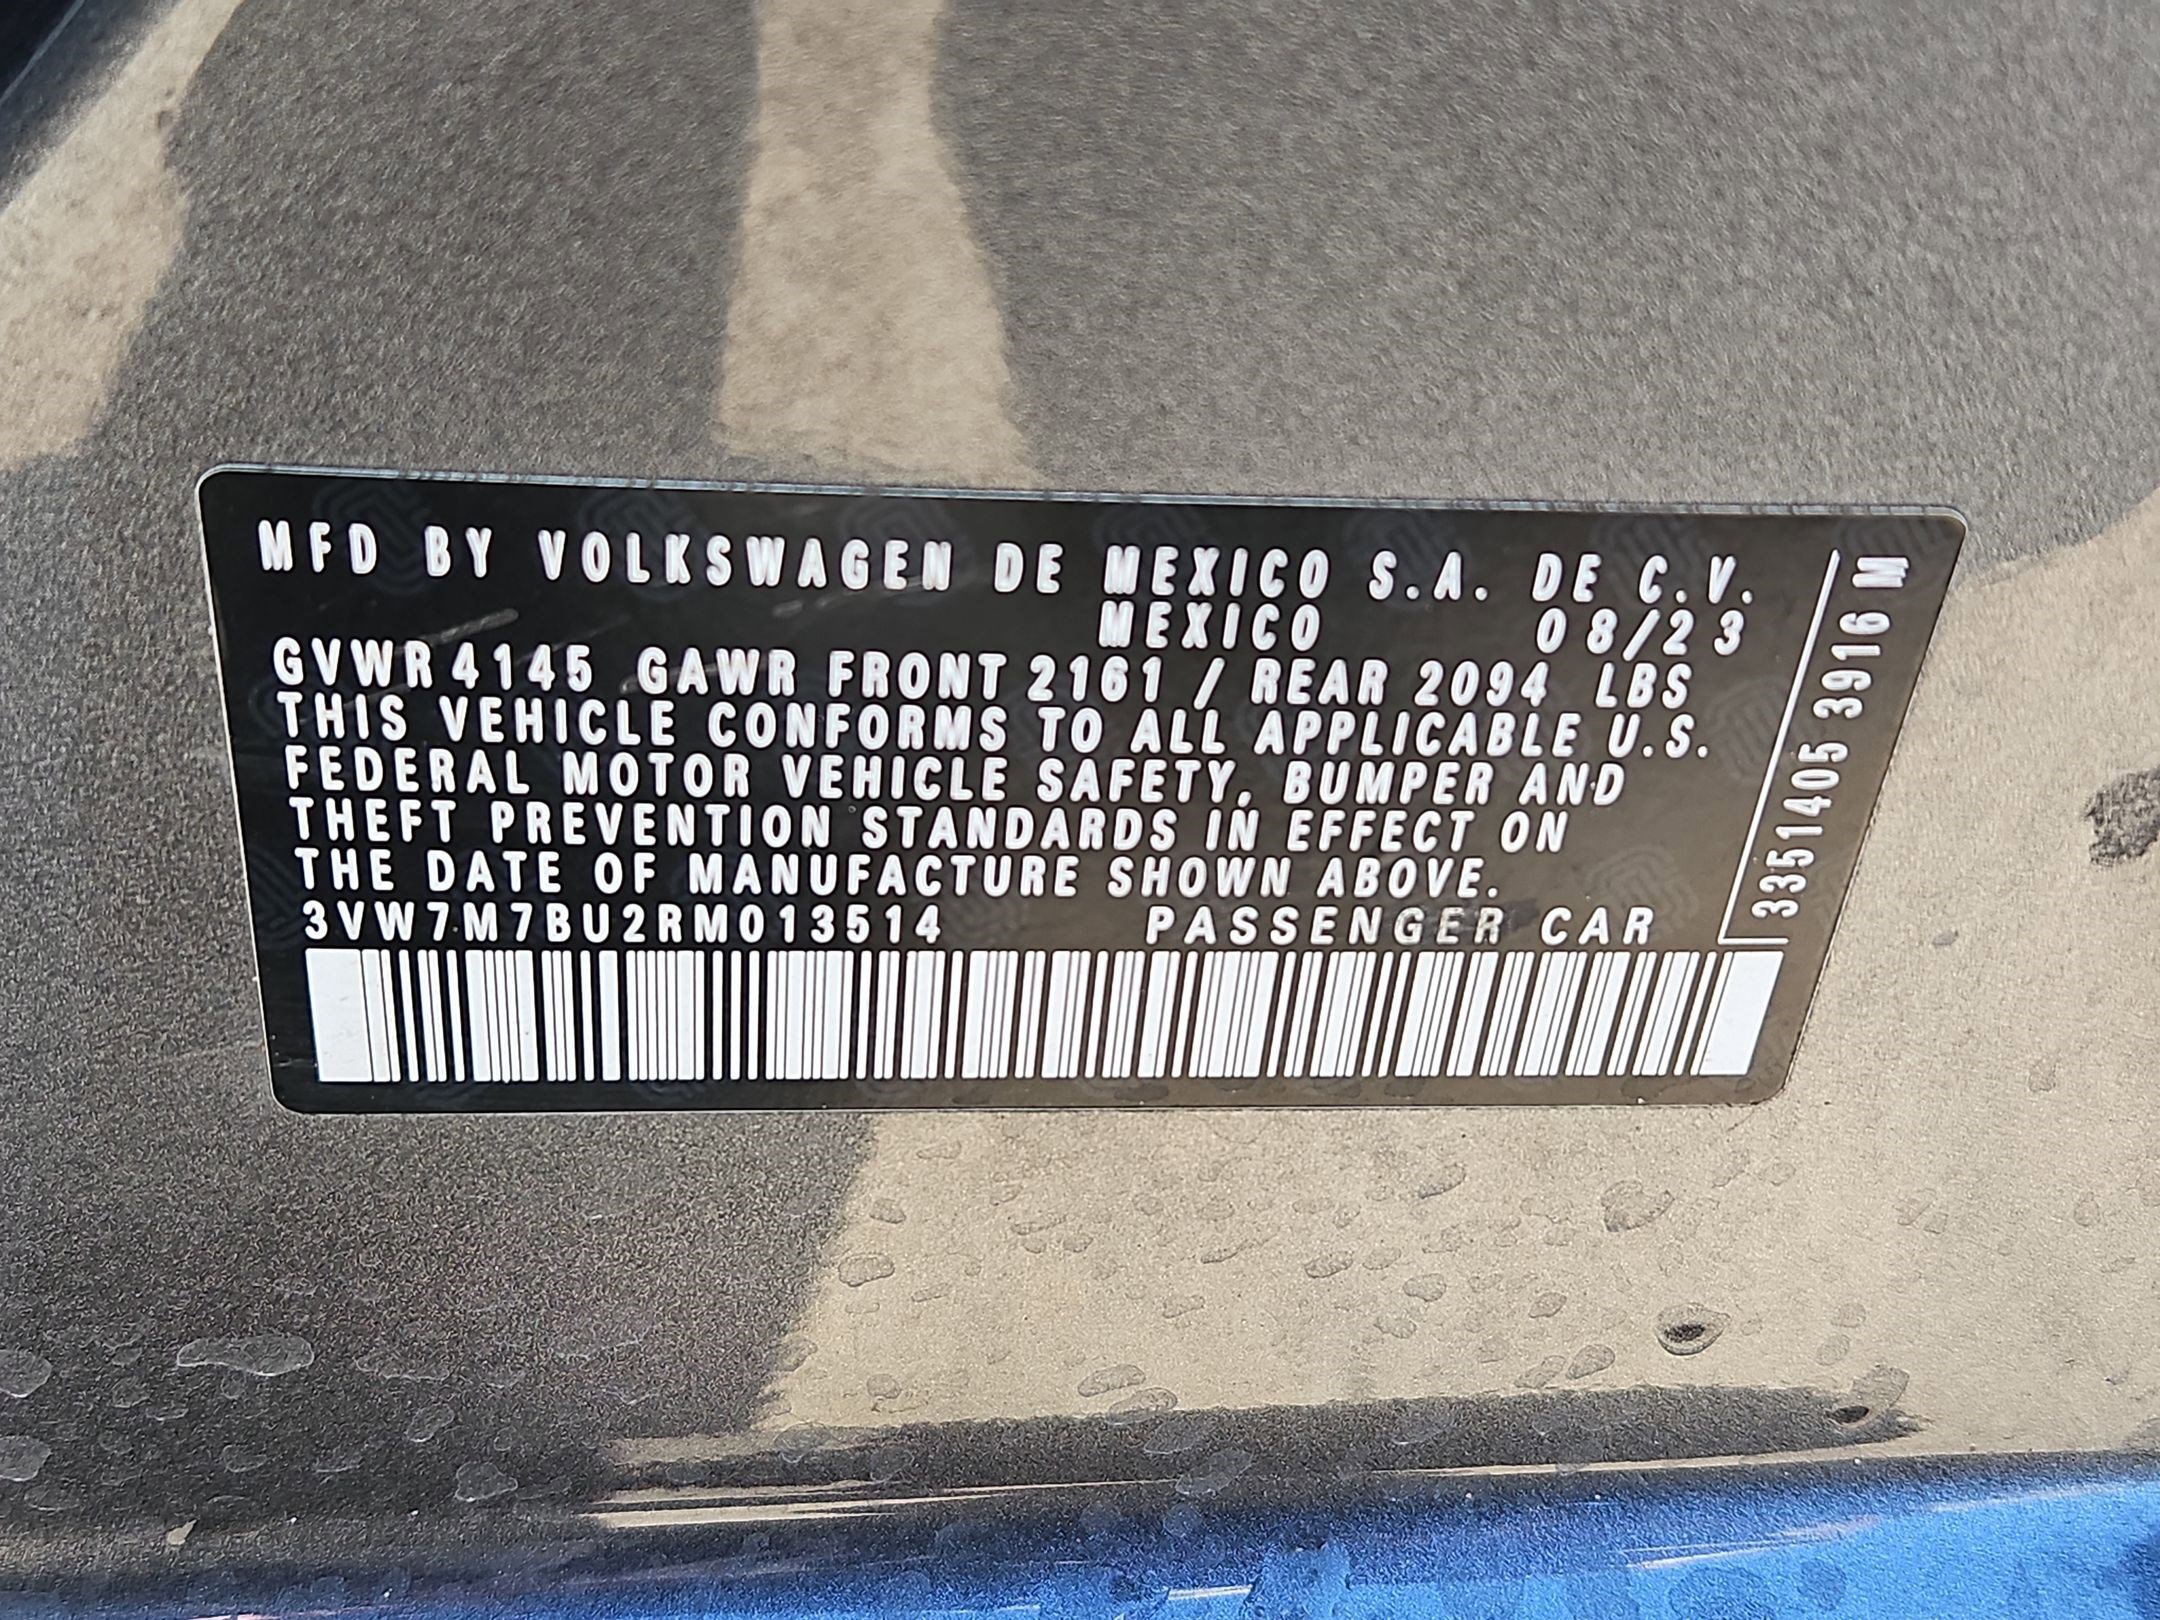 MFD BY VOLKSWAGEN DE MEXICO S.A. DE C.V.
MEXICO 08/23
GVWR 4145 GAWR FRONT 2161 / REAR 2094 LBS
THIS VEHICLE CONFORMS TO ALL APPLICABLE U.S.
FEDERAL MOTOR VEHICLE SAFETY, BUMPER AND
THEFT PREVENTION STANDARDS IN EFFECT ON
THE DATE OF MANUFACTURE SHOWN ABOVE.
3VW7M7BU2RM013514 PASSENGER CAR
3351405 3916 M